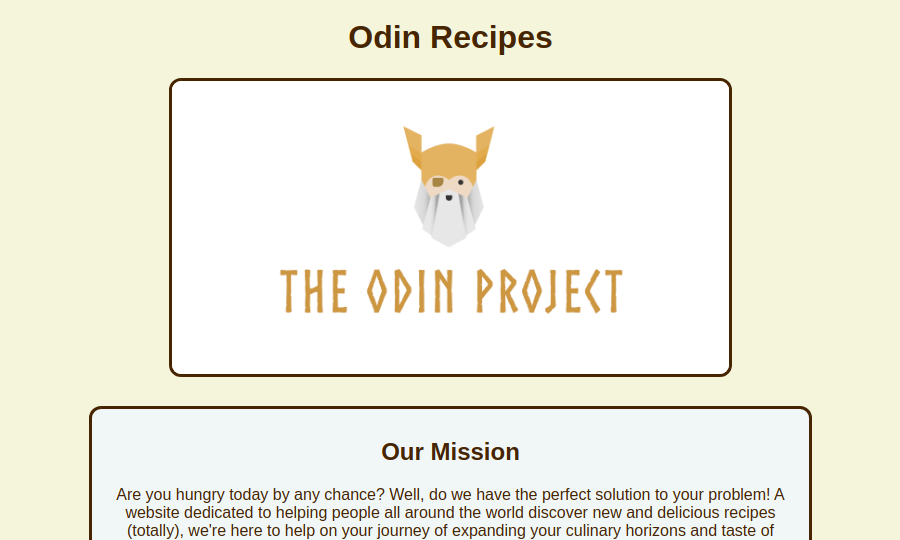 Odin Recipes
THE ODIN PROJECT
Our Mission
Are you hungry today by any chance? Well, do we have the perfect solution to your problem! A
website dedicated to helping people all around the world discover new and delicious recipes
(totally), we're here to help on your journey of expanding your culinary horizons and taste of